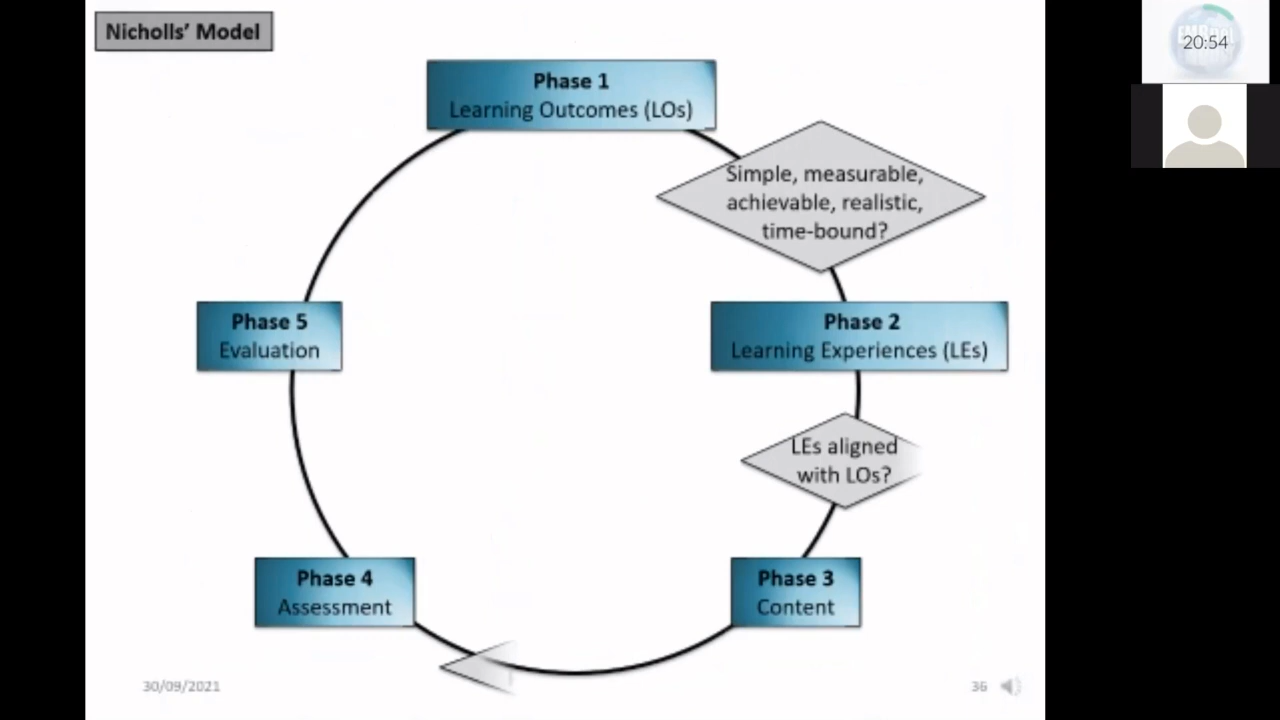 Nicholls' Model
20:54
Phase 1
Learning Outcomes (LOs)
Simple, measurable,
achievable, realistic,
time-bound?
Phase 5
Evaluation
Phase 2
Learning Experiences (LEs)
LEs aligned
with LOs?
Phase 4
Assessment
Phase 3
Content
30/09/2021
36